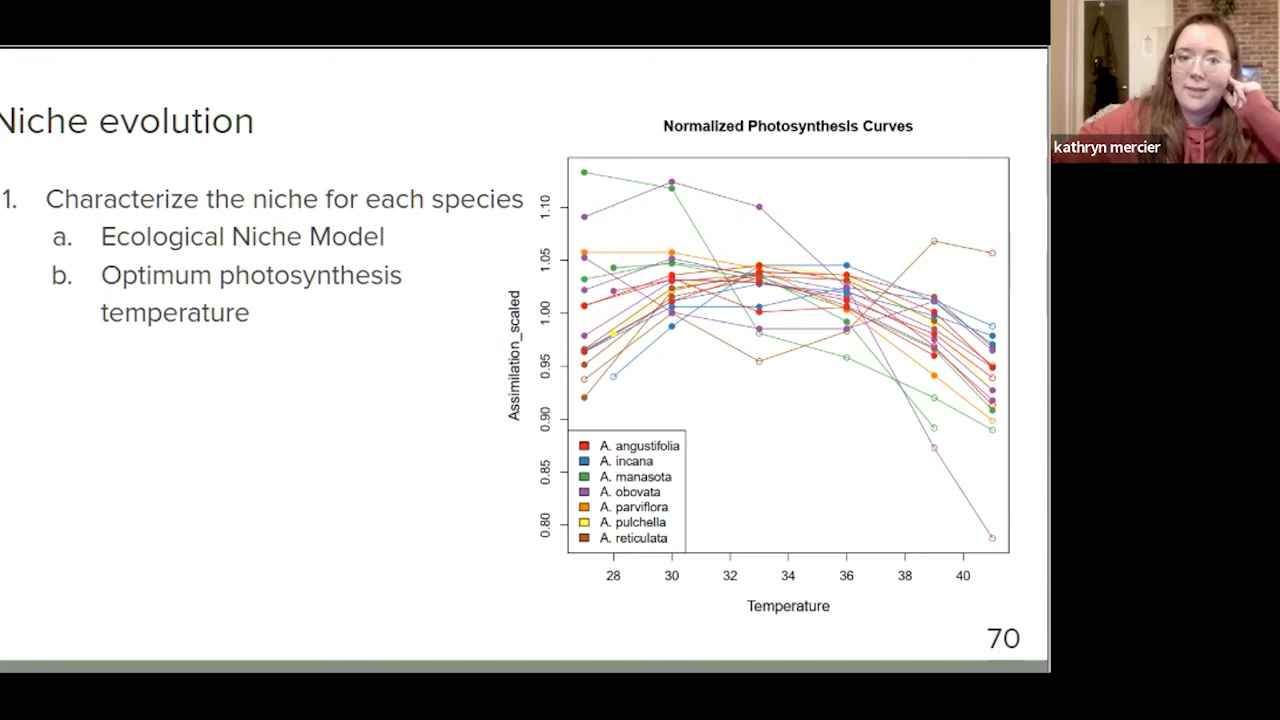 Niche evolution
1. Characterize the niche for each species
a. Ecological Niche Model
b. Optimum photosynthesis
temperature
Normalized Photosynthesis Curves
Assimilation_scaled
1.10
1.05
1.00
0.95
0.90
0.85
0.80
A. angustifolia
A. incana
A. manasota
A. obovata
A. parviflora
A. pulchella
A. reticulata
28 30 32 34 36 38 40
Temperature
70
kathryn mercier